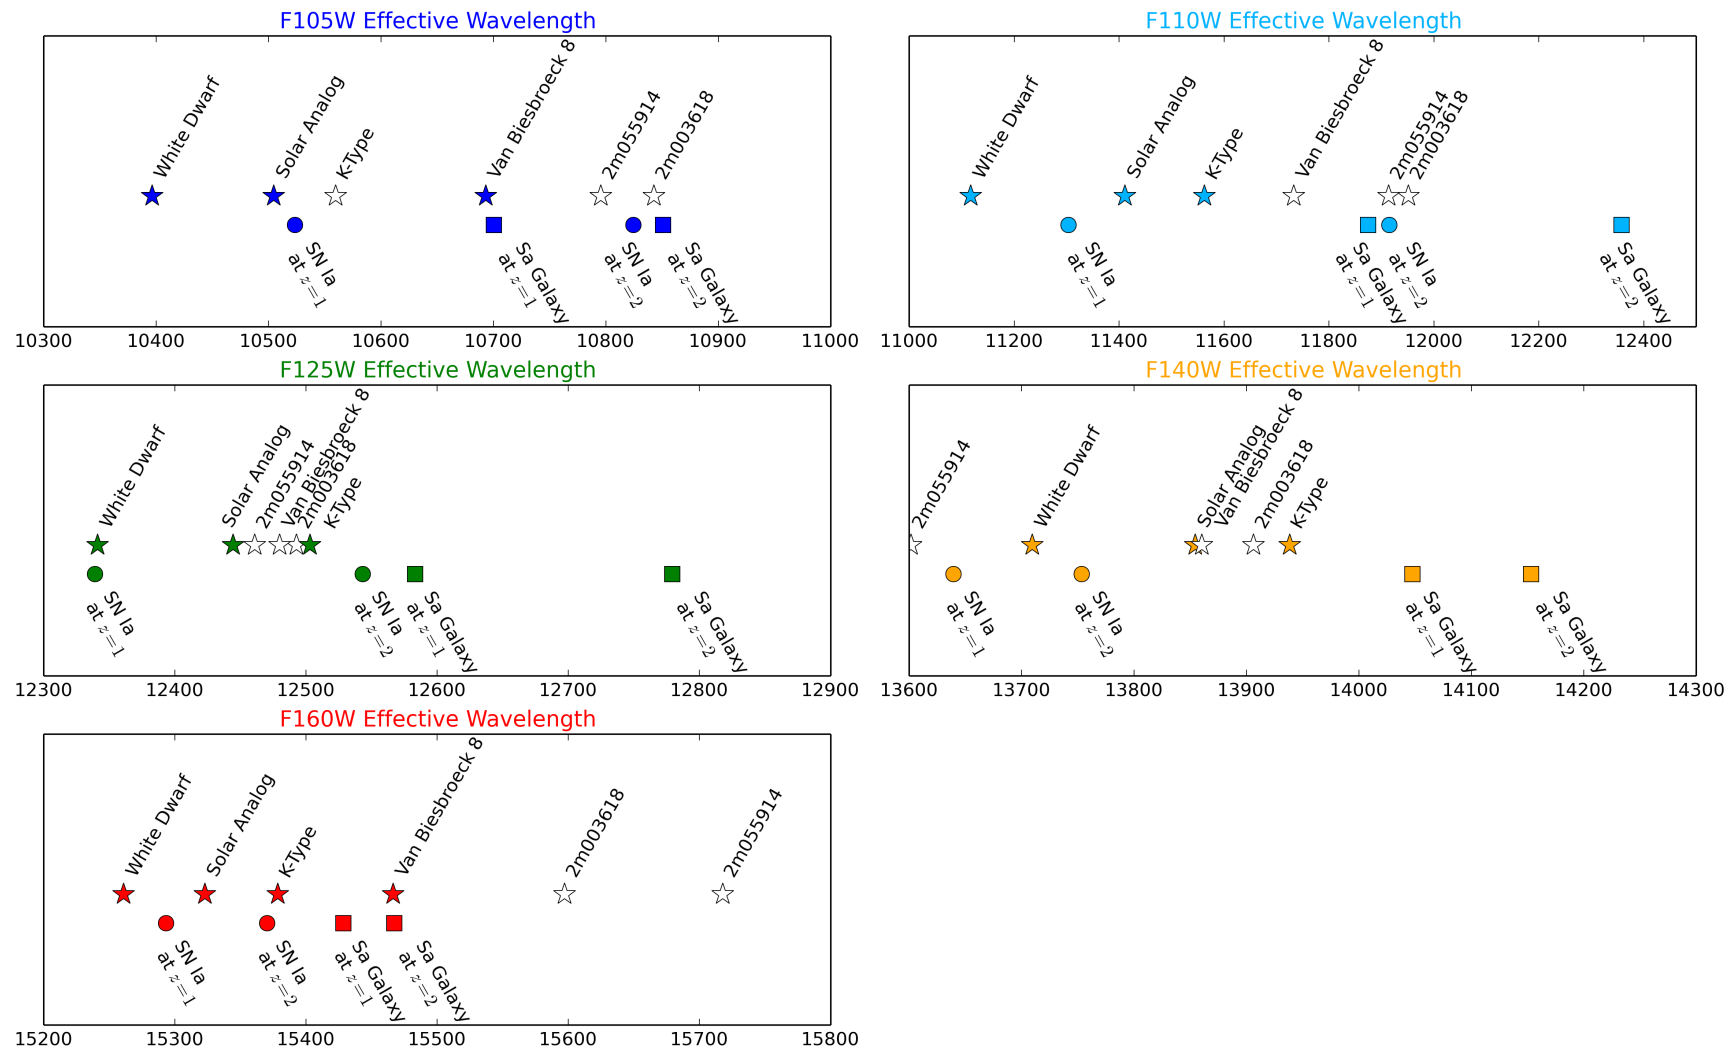 F105W Effective Wavelength
White Dwarf
Solar Analog
K-Type
Van Biesbroeck 8
2m055914
2m003618
SN Ia
at z=1
Sa Galaxy
at z=1
SN Ia
at z=2
Sa Galaxy
at z=2
10300 10400 10500 10600 10700 10800 10900 11000
F110W Effective Wavelength
White Dwarf
Solar Analog
K-Type
Van Biesbroeck 8
2m055914
2m003618
SN Ia
at z=1
Sa Galaxy
at z=1
SN Ia
at z=2
Sa Galaxy
at z=2
11000 11200 11400 11600 11800 12000 12200 12400
F125W Effective Wavelength
White Dwarf
Solar Analog
2m055914
Van Biesbroeck 8
2m003618
K-Type
SN Ia
at z=1
SN Ia
at z=2
Sa Galaxy
at z=1
Sa Galaxy
at z=2
12300 12400 12500 12600 12700 12800 12900
F140W Effective Wavelength
2m055914
White Dwarf
Solar Analog
Van Biesbroeck 8
2m003618
K-Type
SN Ia
at z=1
SN Ia
at z=2
Sa Galaxy
at z=1
Sa Galaxy
at z=2
13600 13700 13800 13900 14000 14100 14200 14300
F160W Effective Wavelength
White Dwarf
Solar Analog
K-Type
Van Biesbroeck 8
2m003618
2m055914
SN Ia
at z=1
SN Ia
at z=2
Sa Galaxy
at z=1
Sa Galaxy
at z=2
15200 15300 15400 15500 15600 15700 15800